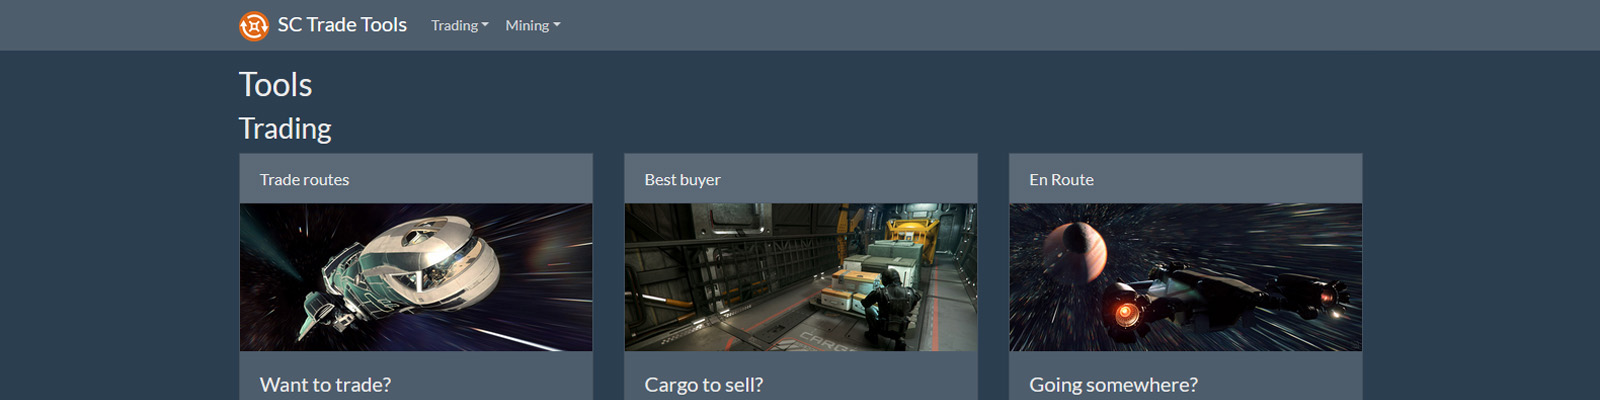 SC Trade Tools Trading Mining
Tools
Trading
Trade routes
Best buyer
En Route
CARGO
Want to trade?
Cargo to sell?
Going somewhere?